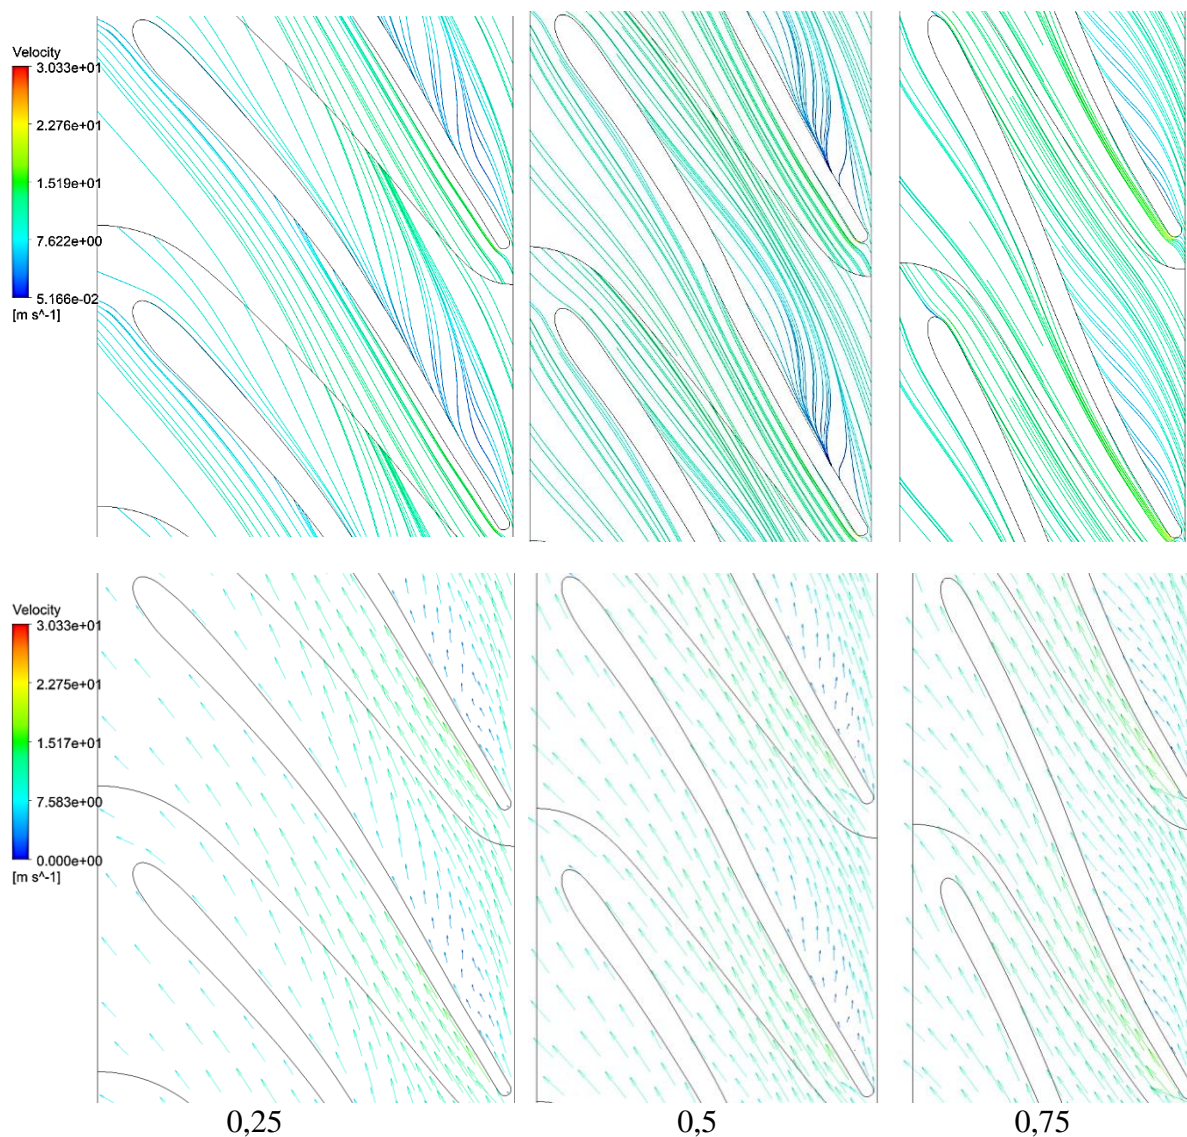 Velocity
3.033e+01
2.276e+01
1.519e+01
7.622e+00
5.166e-02
[m s^-1]
Velocity
3.033e+01
2.275e+01
1.517e+01
7.583e+00
0.000e+00
[m s^-1]
0,25 0,5 0,75